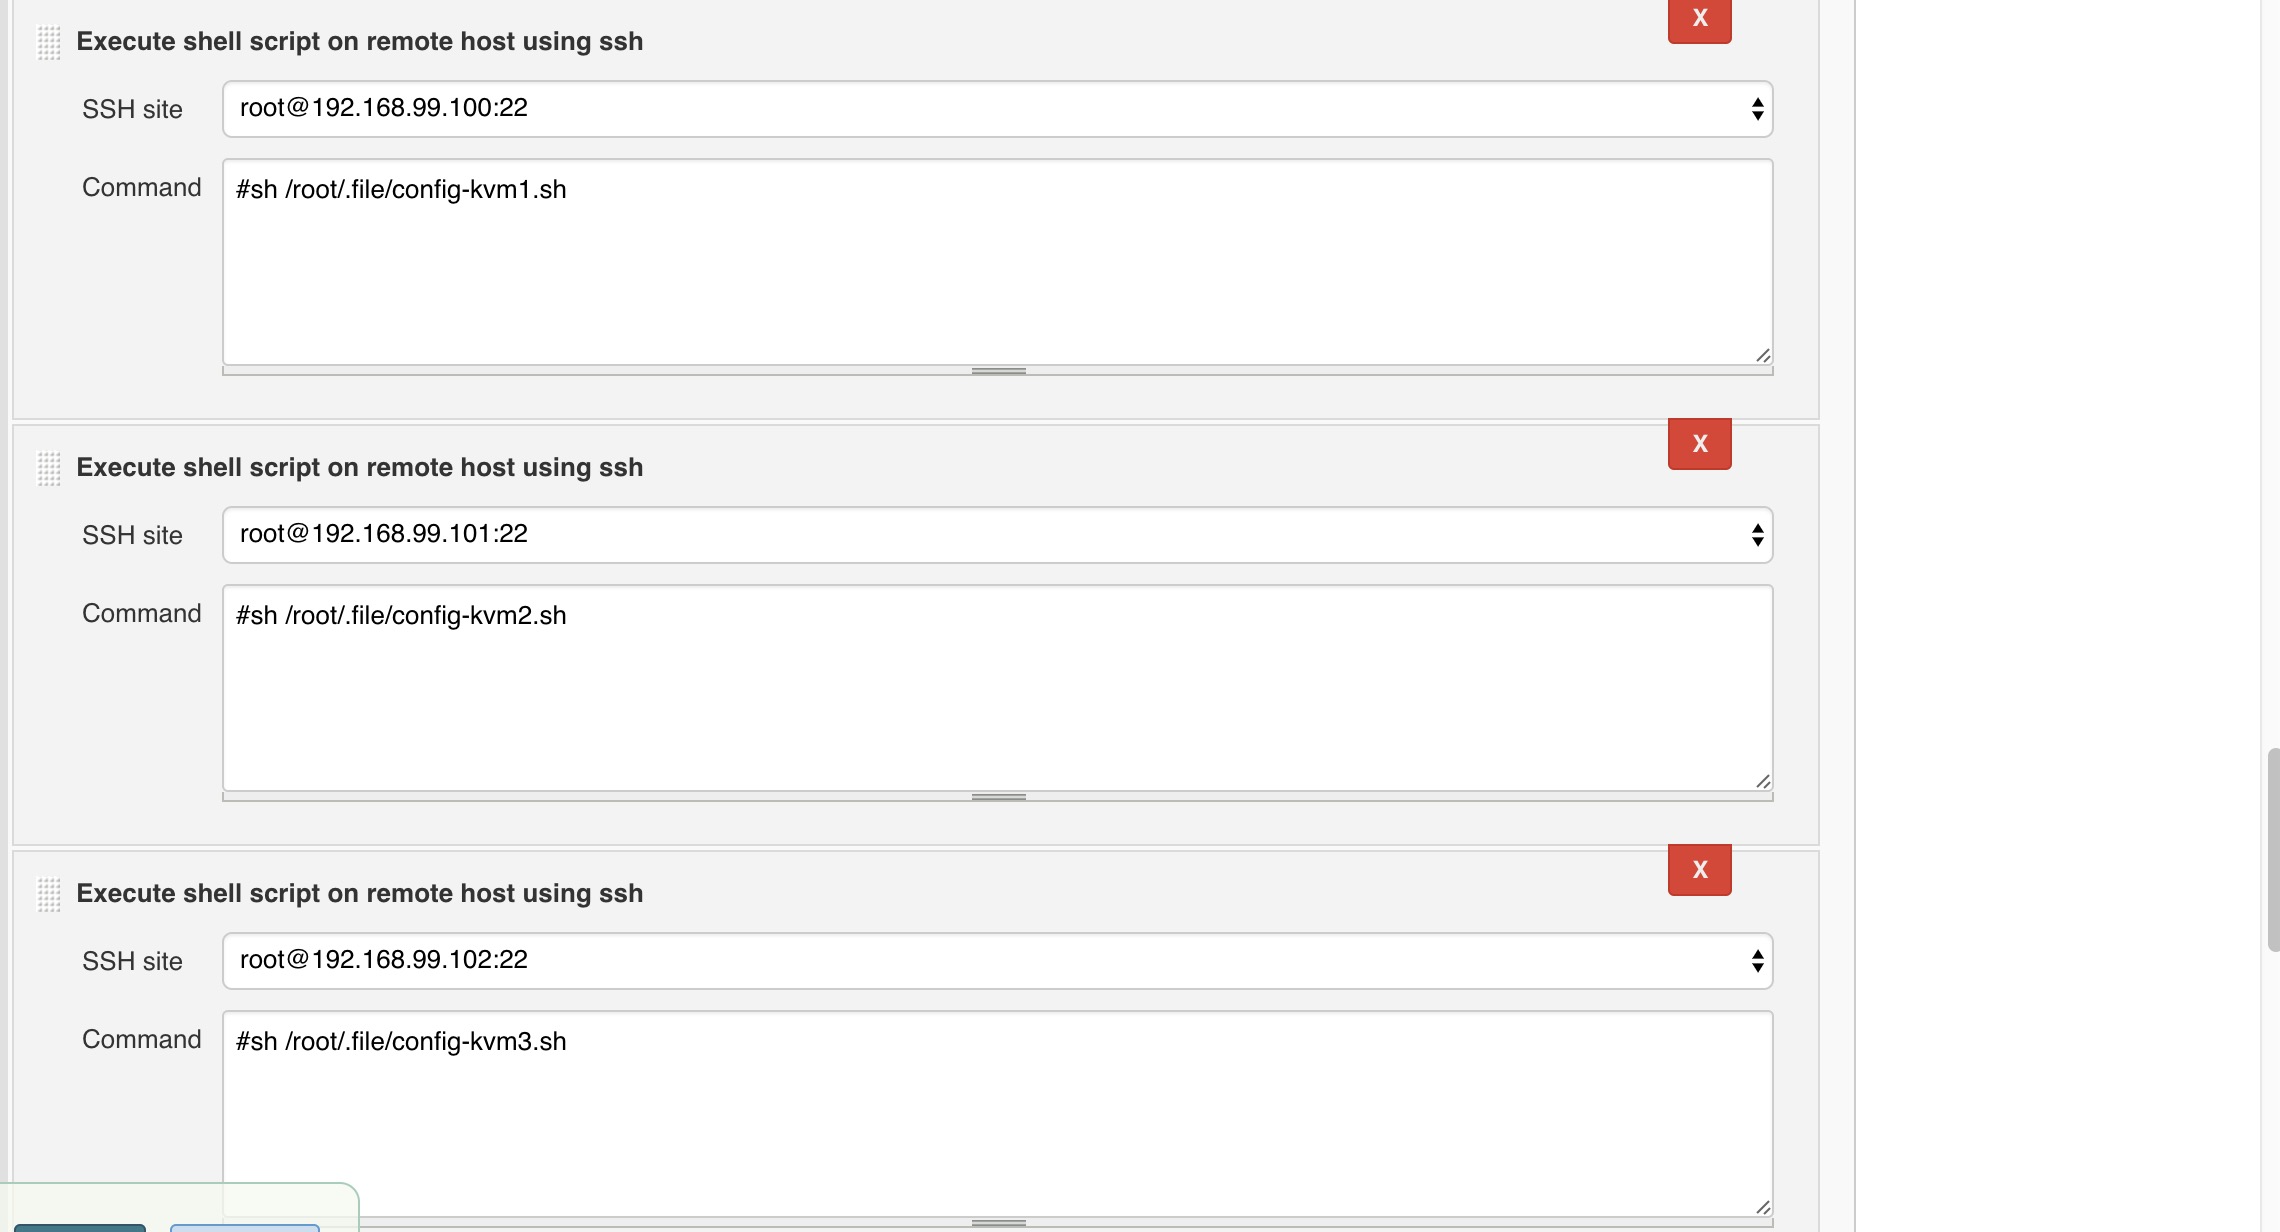 X
Execute shell script on remote host using ssh
SSH site
root@192.168.99.100:22
Command
#sh /root/.file/config-kvm1.sh
X
Execute shell script on remote host using ssh
SSH site
root@192.168.99.101:22
Command
#sh /root/.file/config-kvm2.sh
X
Execute shell script on remote host using ssh
SSH site
root@192.168.99.102:22
Command
#sh /root/.file/config-kvm3.sh